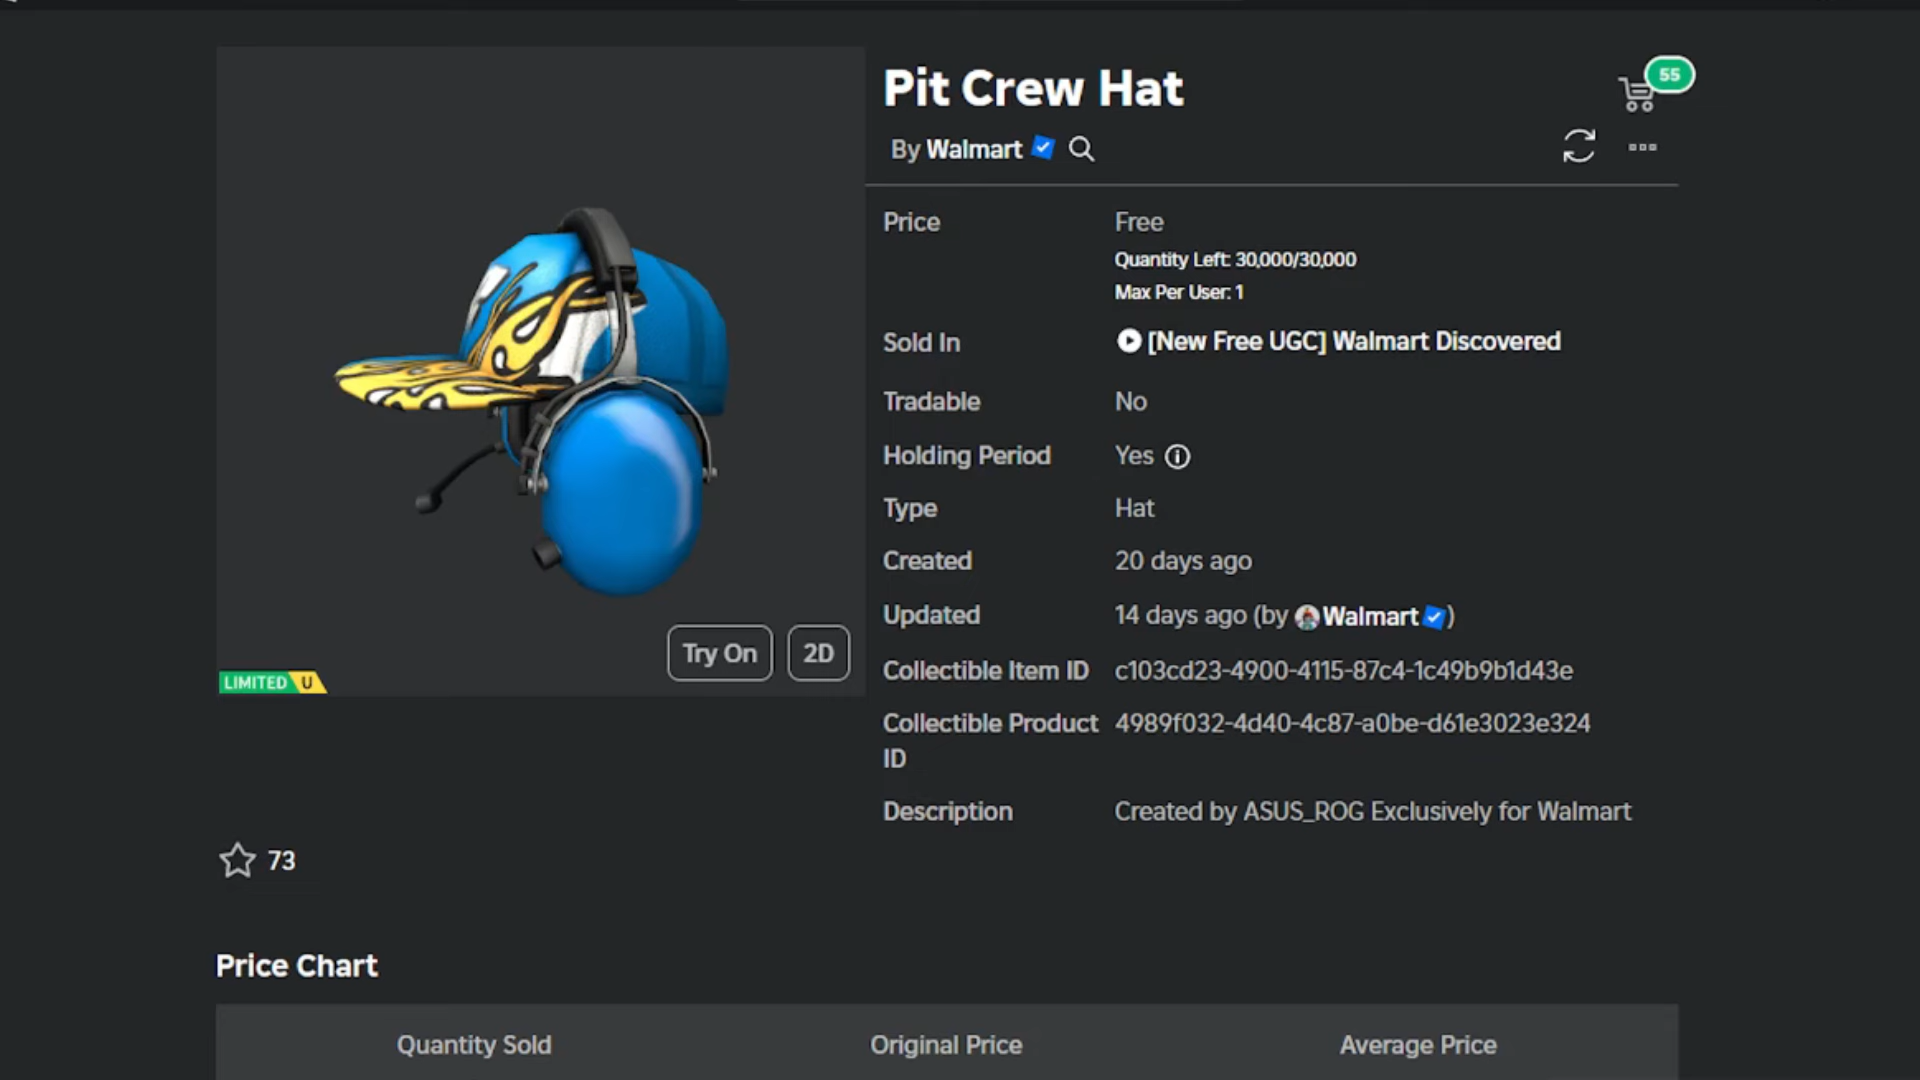 Pit Crew Hat
55
By Walmart
Price Free
Quantity Left: 30,000/30,000
Max Per User: 1
Sold In [New Free UGC] Walmart Discovered
Tradable No
Holding Period Yes
Type Hat
Created 20 days ago
Updated 14 days ago (by Walmart)
Collectible Item ID c103cd23-4900-4115-87c4-1c49b9b1d43e
Collectible Product 4989f032-4d40-4c87-a0be-d61e3023e324
ID
Description Created by ASUS_ROG Exclusively for Walmart
Try On 2D
LIMITED U
73
Price Chart
Quantity Sold Original Price Average Price